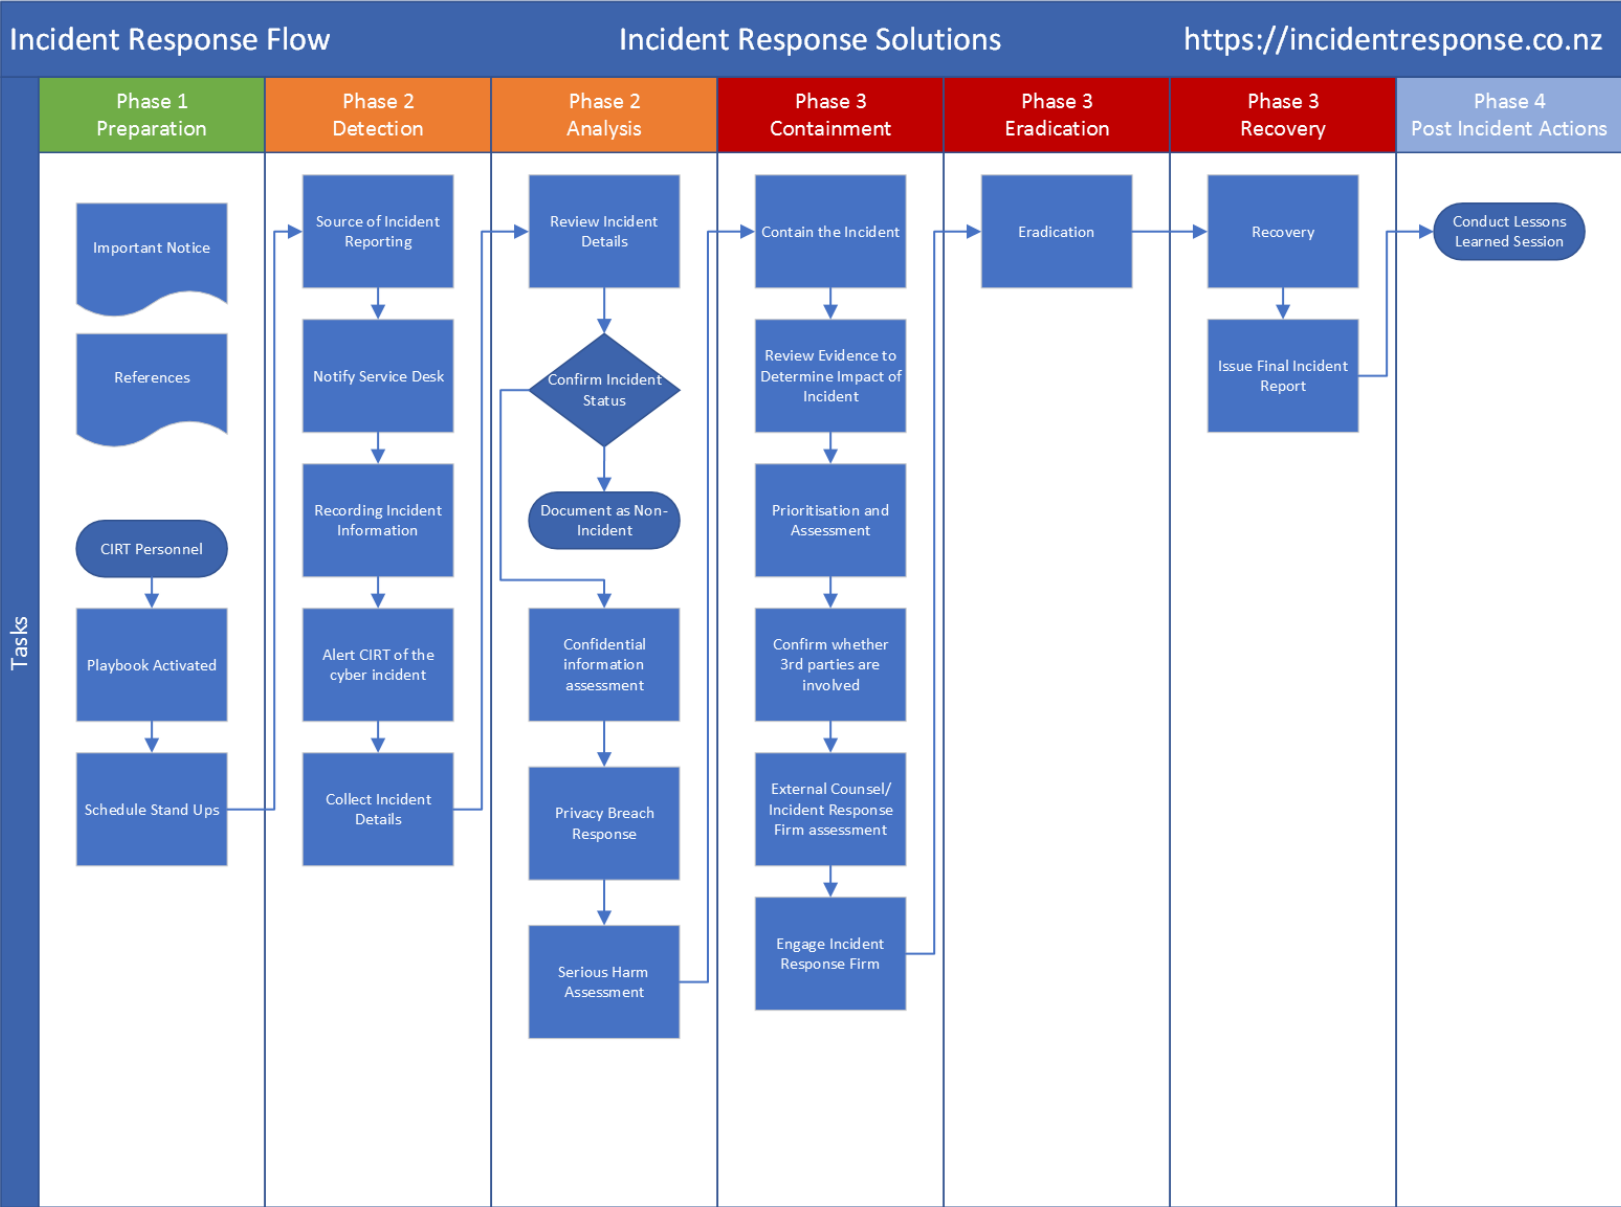 Incident Response Flow
Incident Response Solutions
https://incidentresponse.co.nz
Tasks
Phase 1
Preparation
Important Notice
References
CIRT Personnel
Playbook Activated
Schedule Stand Ups
Phase 2
Detection
Source of Incident
Reporting
Notify Service Desk
Recording Incident
Information
Alert CIRT of the
cyber incident
Collect Incident
Details
Phase 2
Analysis
Review Incident
Details
Confirm Incident
Status
Document as Non-
Incident
Confidential
information
assessment
Privacy Breach
Response
Serious Harm
Assessment
Phase 3
Containment
Contain the Incident
Review Evidence to
Determine Impact of
Incident
Prioritisation and
Assessment
Confirm whether
3rd parties are
involved
External Counsel/
Incident Response
Firm assessment
Engage Incident
Response Firm
Phase 3
Eradication
Eradication
Phase 3
Recovery
Recovery
Issue Final Incident
Report
Phase 4
Post Incident Actions
Conduct Lessons
Learned Session